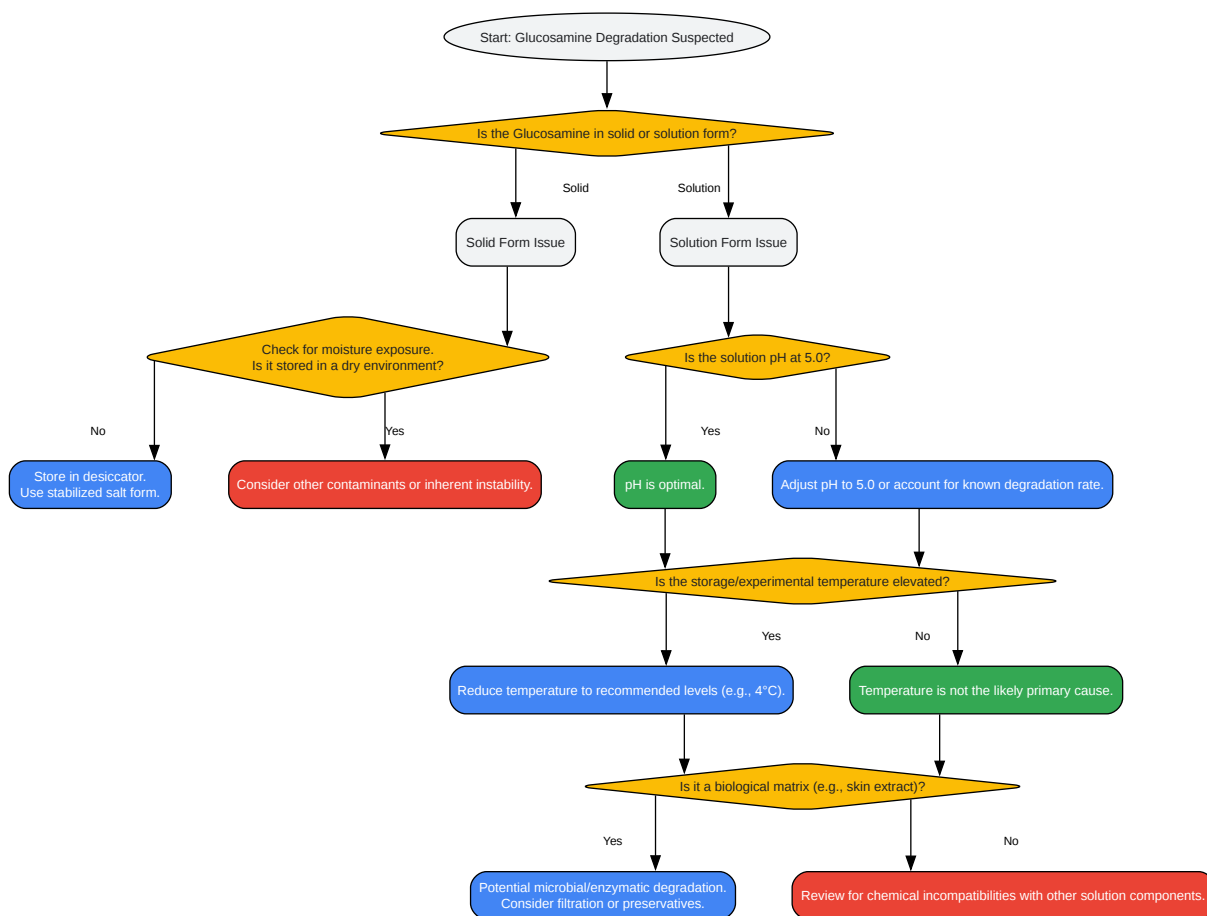 Start: Glucosamine Degradation Suspected
Is the Glucosamine in solid or solution form?
Solid
Solution
Solid Form Issue
Solution Form Issue
Check for moisture exposure.
Is it stored in a dry environment?
Is the solution pH at 5.0?
No
Yes
Yes
No
Store in desiccator.
Use stabilized salt form.
Consider other contaminants or inherent instability.
pH is optimal.
Adjust pH to 5.0 or account for known degradation rate.
Is the storage/experimental temperature elevated?
Yes
No
Reduce temperature to recommended levels (e.g., 4°C).
Temperature is not the likely primary cause.
Is it a biological matrix (e.g., skin extract)?
Yes
No
Potential microbial/enzymatic degradation.
Consider filtration or preservatives.
Review for chemical incompatibilities with other solution components.